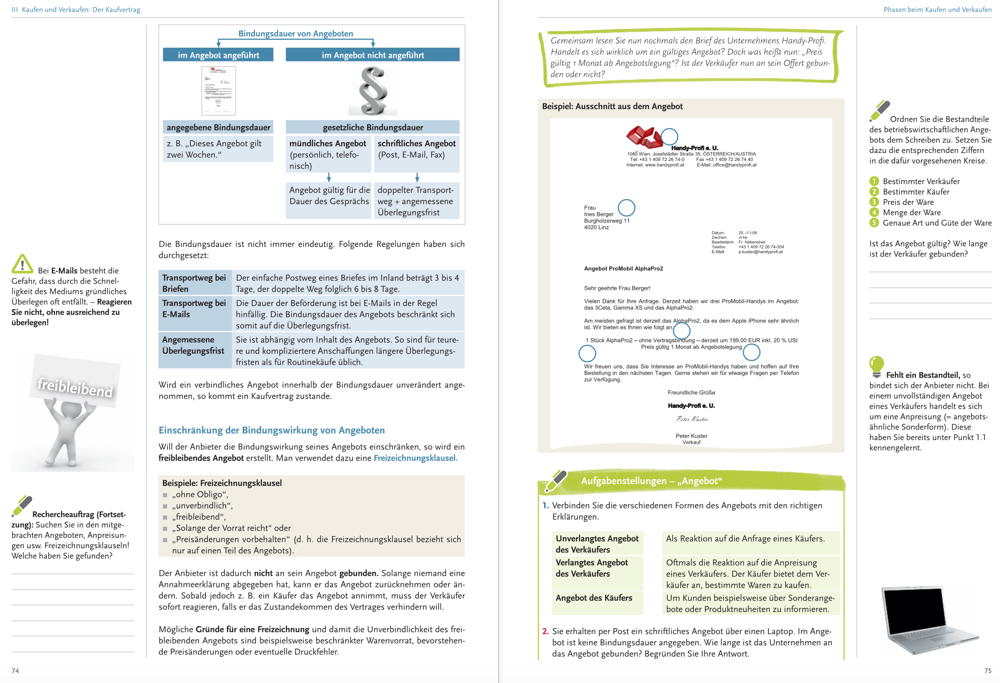 III Kaufen und Verkaufen: Der Kaufvertrag
Bindungsdauer von Angeboten
im Angebot angeführt
im Angebot nicht angeführt
angegebene Bindungsdauer
z. B. „Dieses Angebot gilt
zwei Wochen.“
gesetzliche Bindungsdauer
mündliches Angebot
(persönlich, telefo-
nisch)
schriftliches Angebot
(Post, E-Mail, Fax)
Angebot gültig für die
Dauer des Gesprächs
doppelter Transport-
weg + angemessene
Überlegungsfrist
Die Bindungsdauer ist nicht immer eindeutig. Folgende Regelungen haben sich
durchgesetzt:
Bei E-Mails besteht die
Gefahr, dass durch die Schnel-
ligkeit des Mediums gründliches
Überlegen oft entfällt. – Reagieren
Sie nicht, ohne ausreichend zu
überlegen!
Transportweg bei
Briefen
Der einfache Postweg eines Briefes im Inland beträgt 3 bis 4
Tage, der doppelte Weg folglich 6 bis 8 Tage.
Transportweg bei
E-Mails
Die Dauer der Beförderung ist bei E-Mails in der Regel
hinfällig. Die Bindungsdauer des Angebots beschränkt sich
somit auf die Überlegungsfrist.
Angemessene
Überlegungsfrist
Sie ist abhängig vom Inhalt des Angebots. So sind für teure-
re und kompliziertere Anschaffungen längere Überlegungs-
fristen als für Routinekäufe üblich.
freibleibend
Wird ein verbindliches Angebot innerhalb der Bindungsdauer unverändert ange-
nommen, so kommt ein Kaufvertrag zustande.
Einschränkung der Bindungswirkung von Angeboten
Will der Anbieter die Bindungswirkung seines Angebots einschränken, so wird ein
freibleibendes Angebot erstellt. Man verwendet dazu eine Freizeichnungsklausel.
Beispiele: Freizeichnungsklausel
„ohne Obligo“,
„unverbindlich“,
„freibleibend“,
„Solange der Vorrat reicht“ oder
„Preisänderungen vorbehalten“ (d. h. die Freizeichnungsklausel bezieht sich
nur auf einen Teil des Angebots).
Rechercheauftrag (Fortset-
zung): Suchen Sie in den mitge-
brachten Angeboten, Anpreisun-
gen usw. Freizeichnungsklauseln!
Welche haben Sie gefunden?
Der Anbieter ist dadurch nicht an sein Angebot gebunden. Solange niemand eine
Annahmeerklärung abgegeben hat, kann er das Angebot zurücknehmen oder än-
dern. Sobald jedoch z. B. ein Käufer das Angebot annimmt, muss der Verkäufer
sofort reagieren, falls er das Zustandekommen des Vertrages verhindern will.
Mögliche Gründe für eine Freizeichnung und damit die Unverbindlichkeit des frei-
bleibenden Angebots sind beispielsweise beschränkter Warenvorrat, bevorstehen-
de Preisänderungen oder eventuelle Druckfehler.
74
Phasen beim Kaufen und Verkaufen
Gemeinsam lesen Sie nun nochmals den Brief des Unternehmens Handy-Profi.
Handelt es sich wirklich um ein gültiges Angebot? Doch was heißt nun: „Preis
gültig 1 Monat ab Angebotslegung“? Ist der Verkäufer nun an sein Offert gebun-
den oder nicht?
Beispiel: Ausschnitt aus dem Angebot
Handy-Profi e. U.
1080 Wien, Josefstädter Straße 35, ÖSTERREICH/AUSTRIA
Tel. +43 1 409 72 26 74-0 Fax +43 1 409 72 26 74 40
Internet: www.handyprofi.at E-Mail: office@handyprofi.at
Frau
Ines Berger
Burgholzerweg 11
4020 Linz
Datum: 20..-11-08
Zeichen: vl-he
Bearbeiterin: Fr. Hebenstreit
Telefon: +43 1 409 72 26 74-304
E-Mail: p.kuster@handyprofi.at
Angebot ProMobil AlphaPro2
Sehr geehrte Frau Berger!
Vielen Dank für Ihre Anfrage. Derzeit haben wir drei ProMobil-Handys im Angebot:
das 3Ceta, Gamma XS und das AlphaPro2.
Am meisten gefragt ist derzeit das AlphaPro2, da es dem Apple iPhone sehr ähnlich
ist. Wir bieten es Ihnen wie folgt an:
1 Stück AlphaPro2 – ohne Vertragsbindung – derzeit um 199,00 EUR inkl. 20 % USt
Preis gültig 1 Monat ab Angebotslegung
Wir freuen uns, dass Sie Interesse an ProMobil-Handys haben und hoffen auf Ihre
Bestellung in den nächsten Tagen. Gerne stehen wir für etwaige Fragen per Telefon
zur Verfügung.
Freundliche Grüße
Handy-Profi e. U.
Peter Kuster
Peter Kuster
Verkauf
Ordnen Sie die Bestandteile
des betriebswirtschaftlichen Ange-
bots dem Schreiben zu. Setzen Sie
dazu die entsprechenden Ziffern
in die dafür vorgesehenen Kreise.
1 Bestimmter Verkäufer
2 Bestimmter Käufer
3 Preis der Ware
4 Menge der Ware
5 Genaue Art und Güte der Ware
Ist das Angebot gültig? Wie lange
ist der Verkäufer gebunden?
Fehlt ein Bestandteil, so
bindet sich der Anbieter nicht. Bei
einem unvollständigen Angebot
eines Verkäufers handelt es sich
um eine Anpreisung (= angebots-
ähnliche Sonderform). Diese
haben Sie bereits unter Punkt 1.1
kennengelernt.
Aufgabenstellungen – „Angebot“
1. Verbinden Sie die verschiedenen Formen des Angebots mit den richtigen
Erklärungen.
Unverlangtes Angebot
des Verkäufers
Als Reaktion auf die Anfrage eines Käufers.
Verlangtes Angebot
des Verkäufers
Oftmals die Reaktion auf die Anpreisung
eines Verkäufers. Der Käufer bietet dem Ver-
käufer an, bestimmte Waren zu kaufen.
Angebot des Käufers
Um Kunden beispielsweise über Sonderange-
bote oder Produktneuheiten zu informieren.
2. Sie erhalten per Post ein schriftliches Angebot über einen Laptop. Im Ange-
bot ist keine Bindungsdauer angegeben. Wie lange ist das Unternehmen an
das Angebot gebunden? Begründen Sie Ihre Antwort.
75